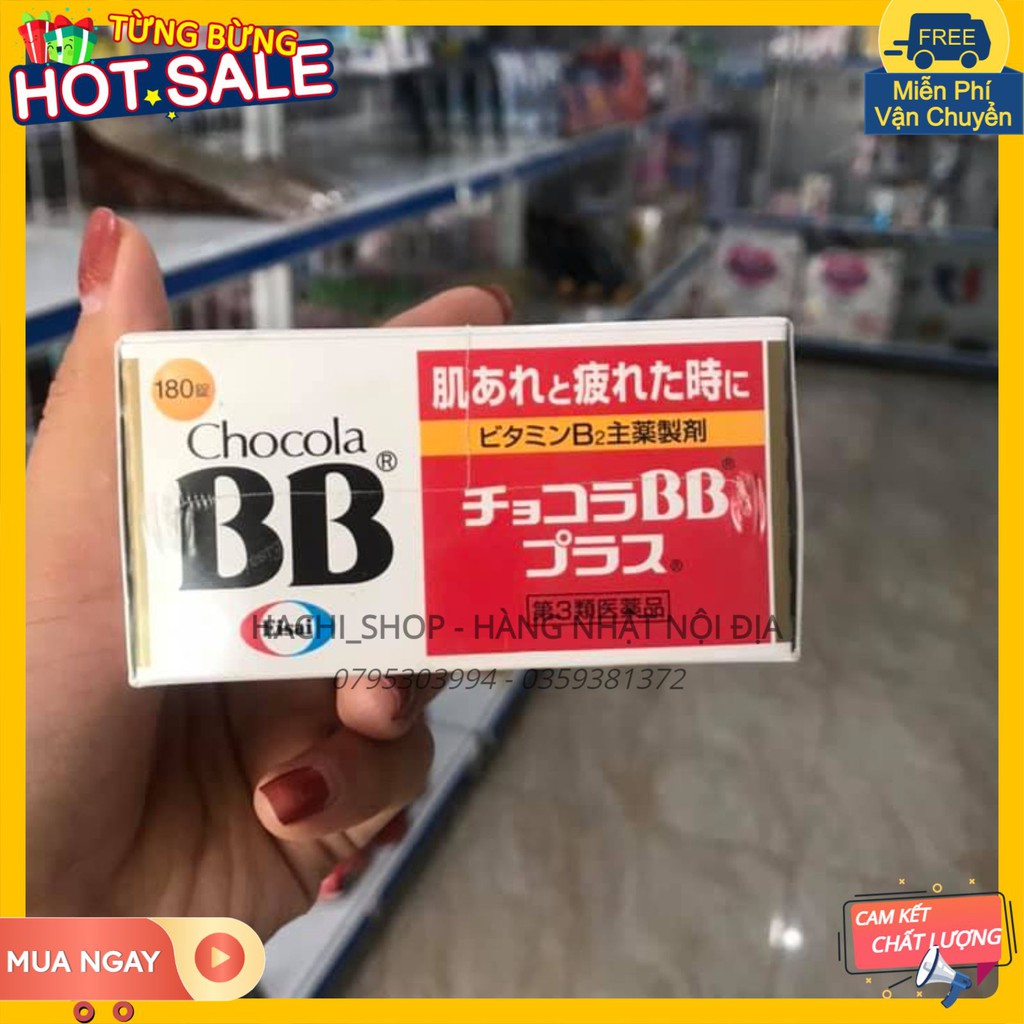 TỪNG BỪNG
HOT SALE
FREE
Miễn Phí
Vận Chuyển
180錠
Chocola
BB®
Eisai
肌あれと疲れた時に
ビタミンB2主薬製剤
チョコラBB®
プラス®
第3類医薬品
HACHI_SHOP - HÀNG NHẬT NỘI ĐỊA
0795303994 - 0359381372
MUA NGAY
CAM KẾT
CHẤT LƯỢNG